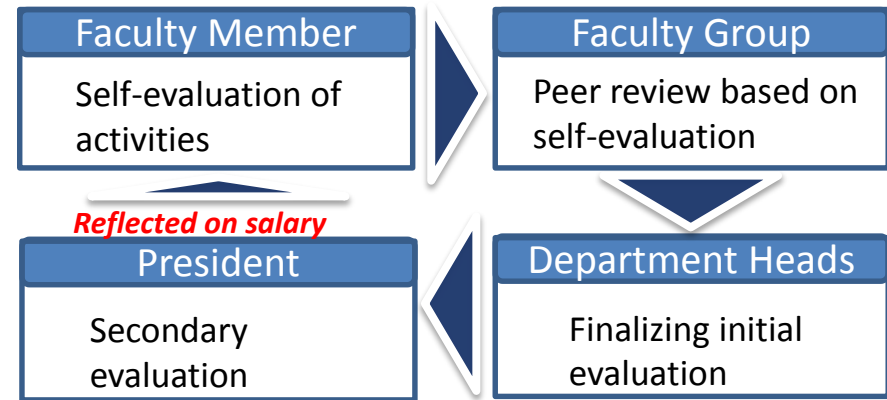 Faculty Member
Self-evaluation of
activities
Faculty Group
Peer review based on
self-evaluation
Reflected on salary
President
Secondary
evaluation
Department Heads
Finalizing initial
evaluation